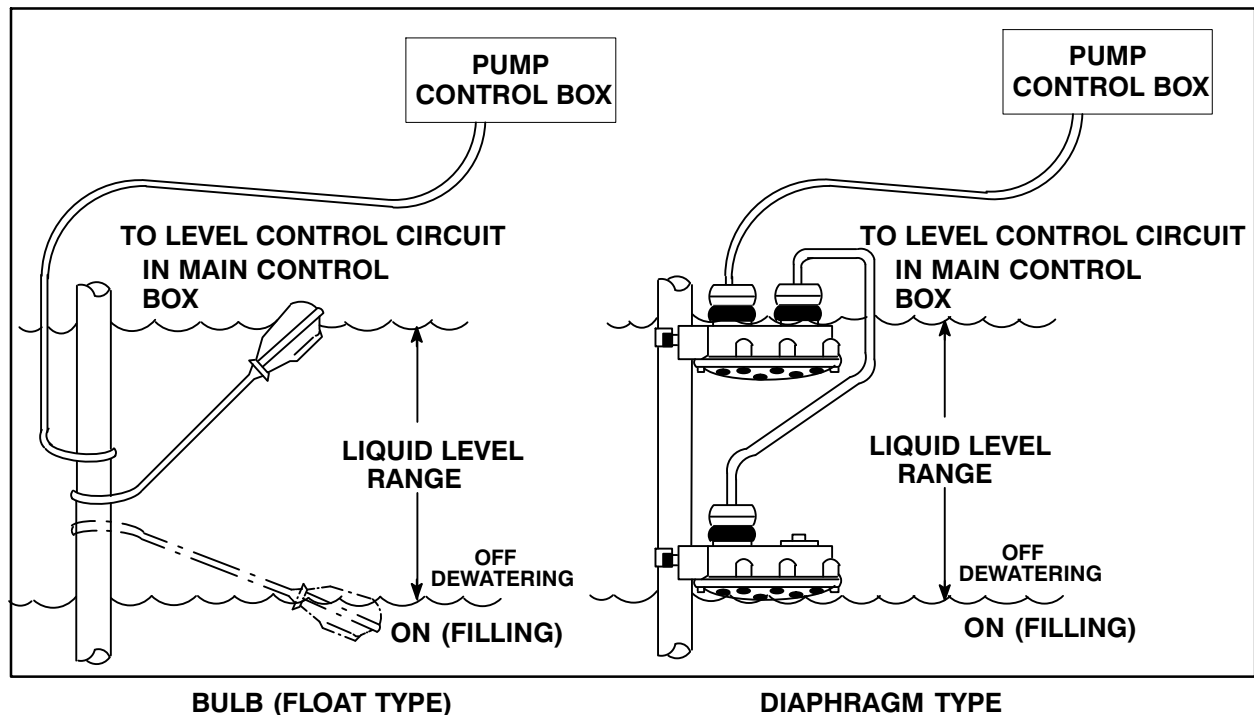 PUMP
CONTROL BOX
TO LEVEL CONTROL CIRCUIT
IN MAIN CONTROL
BOX
LIQUID LEVEL
RANGE
OFF
DEWATERING
ON (FILLING)
BULB (FLOAT TYPE)
PUMP
CONTROL BOX
TO LEVEL CONTROL CIRCUIT
IN MAIN CONTROL
BOX
LIQUID LEVEL
RANGE
OFF
DEWATERING
ON (FILLING)
DIAPHRAGM TYPE